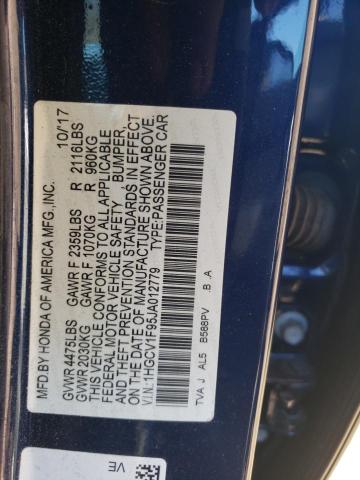 MFD.BY HONDA OF AMERICA MFG.,INC. 10/17
GVWR 4475LBS GAWR F 2359LBS R 2116LBS
GVWR 2030KG GAWR F 1070KG R 960KG
THIS VEHICLE CONFORMS TO ALL APPLICABLE
FEDERAL MOTOR VEHICLE SAFETY, BUMPER,
AND THEFT PREVENTION STANDARDS IN EFFECT
ON THE DATE OF MANUFACTURE SHOWN ABOVE.
V.I.N.:1HGCV1F95JA012779 TYPE:PASSENGER CAR
TVA J AL5 B588PV .B .A
VE